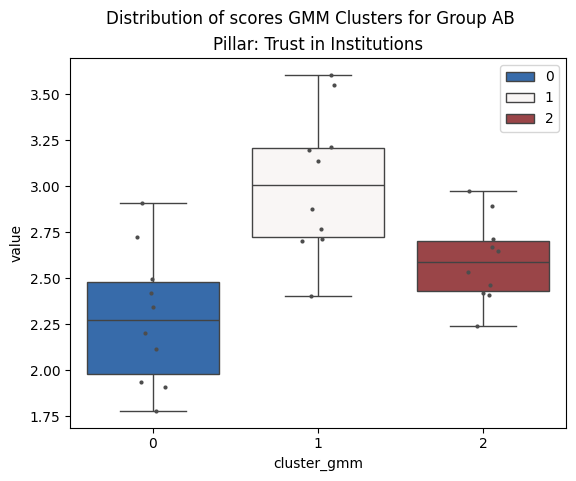 Distribution of scores GMM Clusters for Group AB
Pillar: Trust in Institutions
0
1
2
3.50
3.25
3.00
2.75
2.50
2.25
2.00
1.75
value
0 1 2
cluster_gmm